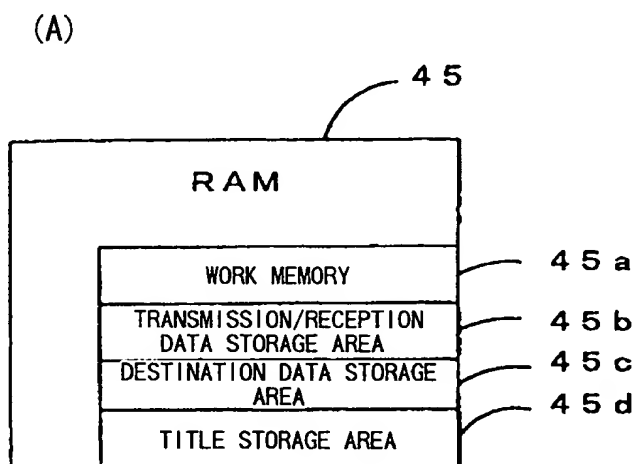 (A)
45
RAM
WORK MEMORY
45a
TRANSMISSION/RECEPTION
DATA STORAGE AREA
45b
DESTINATION DATA STORAGE
AREA
45c
TITLE STORAGE AREA
45d